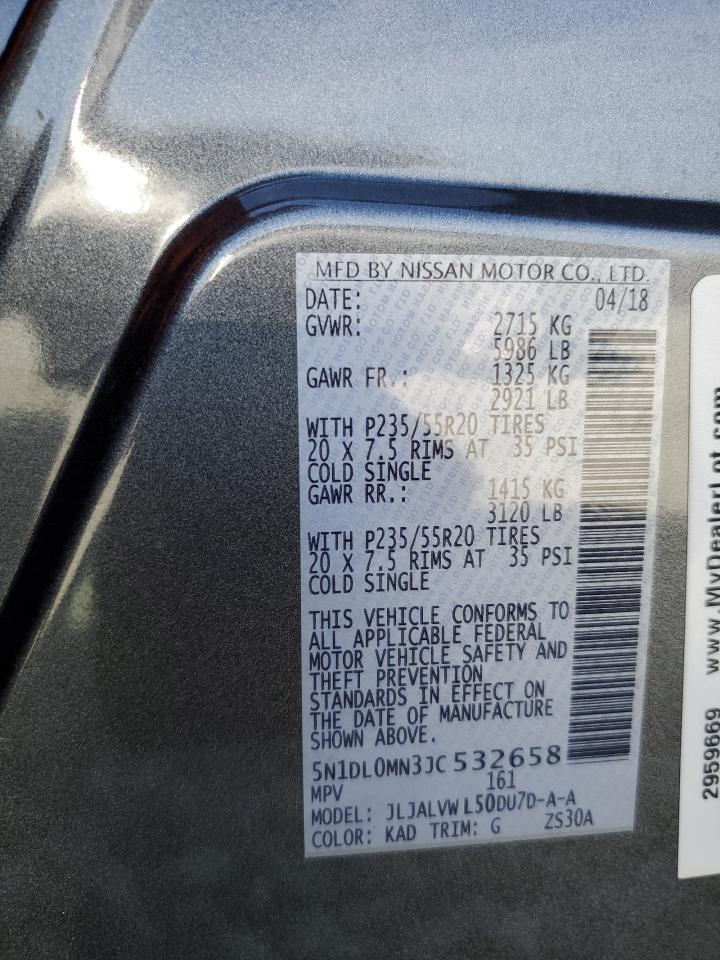 MFD BY NISSAN MOTOR CO., LTD.
DATE: 04/18
GVWR: 2715 KG
5986 LB
GAWR FR.: 1325 KG
2921 LB
WITH P235/55R20 TIRES
20 X 7.5 RIMS AT 35 PSI
COLD SINGLE
GAWR RR.: 1415 KG
3120 LB
WITH P235/55R20 TIRES
20 X 7.5 RIMS AT 35 PSI
COLD SINGLE
THIS VEHICLE CONFORMS TO
ALL APPLICABLE FEDERAL
MOTOR VEHICLE SAFETY AND
THEFT PREVENTION
STANDARDS IN EFFECT ON
THE DATE OF MANUFACTURE
SHOWN ABOVE.
5N1DL0MN3JC532658
MPV 161
MODEL: JLJALVWL50DU7D-A-A
COLOR: KAD TRIM: G ZS30A
2959669 www.MyDealerLot.com